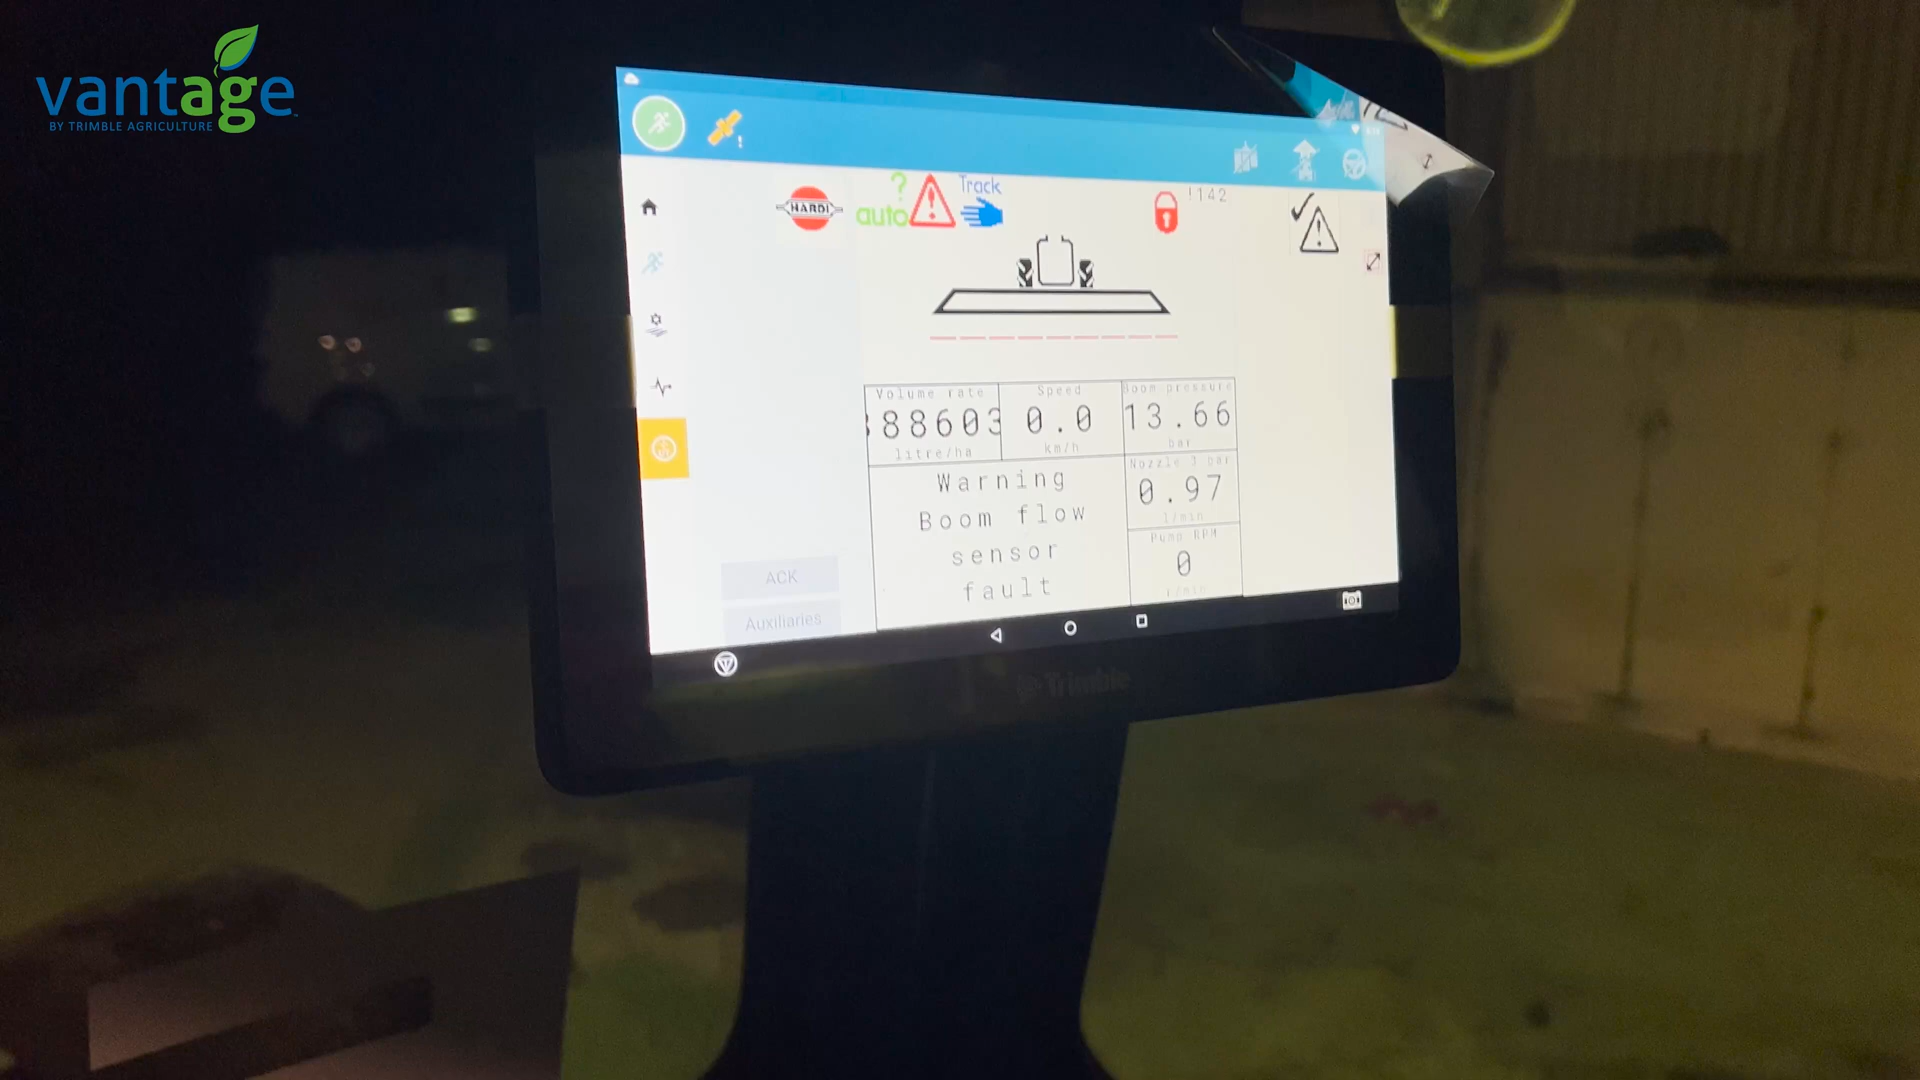 vantage
BY TRIMBLE AGRICULTURE
HARDI
?
auto
Track
!142
Volume rate
88603
litre/ha
Speed
0.0
km/h
Boom pressure
13.66
bar
Warning
Boom flow
sensor
fault
Nozzle 3 bar
0.97
l/min
Pump RPM
0
r/min
ACK
Auxiliaries
Trimble